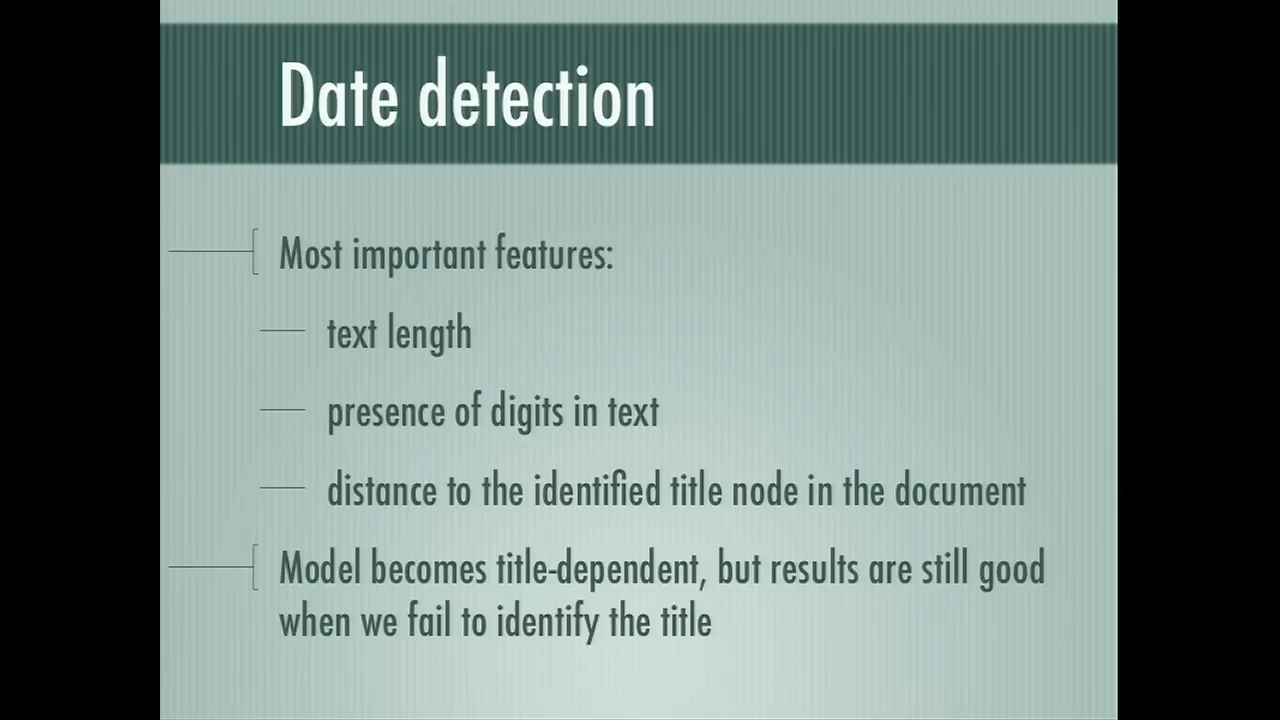 Date detection
Most important features:
text length
presence of digits in text
distance to the identified title node in the document
Model becomes title-dependent, but results are still good
when we fail to identify the title